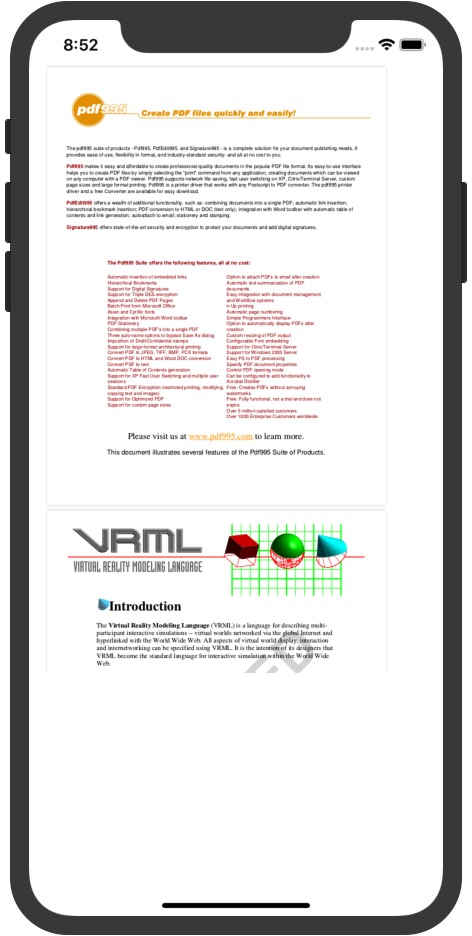 8:52
pdf995
Create PDF files quickly and easily!
The pdf995 suite of products - Pdf995, PdfEdit995, and Signature995 - is a complete solution for your document publishing needs. It
provides ease of use, flexibility in format, and industry-standard security- and all at no cost to you.
Pdf995 makes it easy and affordable to create professional-quality documents in the popular PDF file format. Its easy-to-use interface
helps you to create PDF files by simply selecting the "print" command from any application, creating documents which can be viewed
on any computer with a PDF viewer. Pdf995 supports network file saving, fast user switching on XP, Citrix/Terminal Server, custom
page sizes and large format printing. Pdf995 is a printer driver that works with any Postscript to PDF converter. The pdf995 printer
driver and a free Converter are available for easy download.
PdfEdit995 offers a wealth of additional functionality, such as: combining documents into a single PDF; automatic link insertion;
hierarchical bookmark insertion; PDF conversion to HTML or DOC (text only); integration with Word toolbar with automatic table of
contents and link generation; autoattach to email; stationery and stamping.
Signature995 offers state-of-the-art security and encryption to protect your documents and add digital signatures.
The Pdf995 Suite offers the following features, all at no cost:
Automatic insertion of embedded links
Hierarchical Bookmarks
Support for Digital Signatures
Support for Triple DES encryption
Append and Delete PDF Pages
Batch Print from Microsoft Office
Asian and Cyrillic fonts
Integration with Microsoft Word toolbar
PDF Stationery
Combining multiple PDF's into a single PDF
Three auto-name options to bypass Save As dialog
Imposition of Draft/Confidential stamps
Support for large format architectural printing
Convert PDF to JPEG, TIFF, BMP, PCX formats
Convert PDF to HTML and Word DOC conversion
Convert PDF to text
Automatic Table of Contents generation
Support for XP Fast User Switching and multiple user
sessions
Standard PDF Encryption (restricted printing, modifying,
copying text and images)
Support for Optimized PDF
Support for custom page sizes
Option to attach PDFs to email after creation
Automatic text summarization of PDF
documents
Easy integration with document management
and Workflow systems
n-Up printing
Automatic page numbering
Simple Programmers Interface
Option to automatically display PDFs after
creation
Custom resizing of PDF output
Configurable Font embedding
Support for Citrix/Terminal Server
Support for Windows 2003 Server
Easy PS to PDF processing
Specify PDF document properties
Control PDF opening mode
Can be configured to add functionality to
Acrobat Distiller
Free: Creates PDFs without annoying
watermarks
Free: Fully functional, not a trial and does not
expire
Over 5 million satisfied customers
Over 1000 Enterprise customers worldwide
Please visit us at www.pdf995.com to learn more.
This document illustrates several features of the Pdf995 Suite of Products.
VRML
VIRTUAL REALITY MODELING LANGUAGE
Introduction
The Virtual Reality Modeling Language (VRML) is a language for describing multi-
participant interactive simulations -- virtual worlds networked via the global Internet and
hyperlinked with the World Wide Web. All aspects of virtual world display, interaction
and internetworking can be specified using VRML. It is the intention of its designers that
VRML become the standard language for interactive simulation within the World Wide
Web.